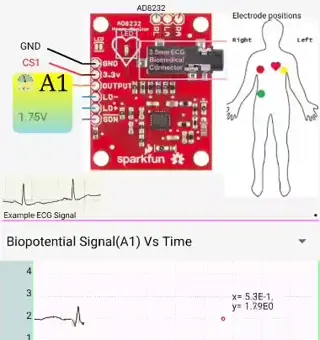 AD8232
Electrode positions
Right
Left
AD8232
Heart Monitor
LED
3.5mm ECG
Biomedical
Connector
GND
CS1
A1
1.75V
GND
3.3v
OUTPUT
LO-
LO+
SDN
sparkfun
Example ECG Signal
Biopotential Signal(A1) Vs Time
4
3
2
1
x= 5.3E-1,
y= 1.79E0